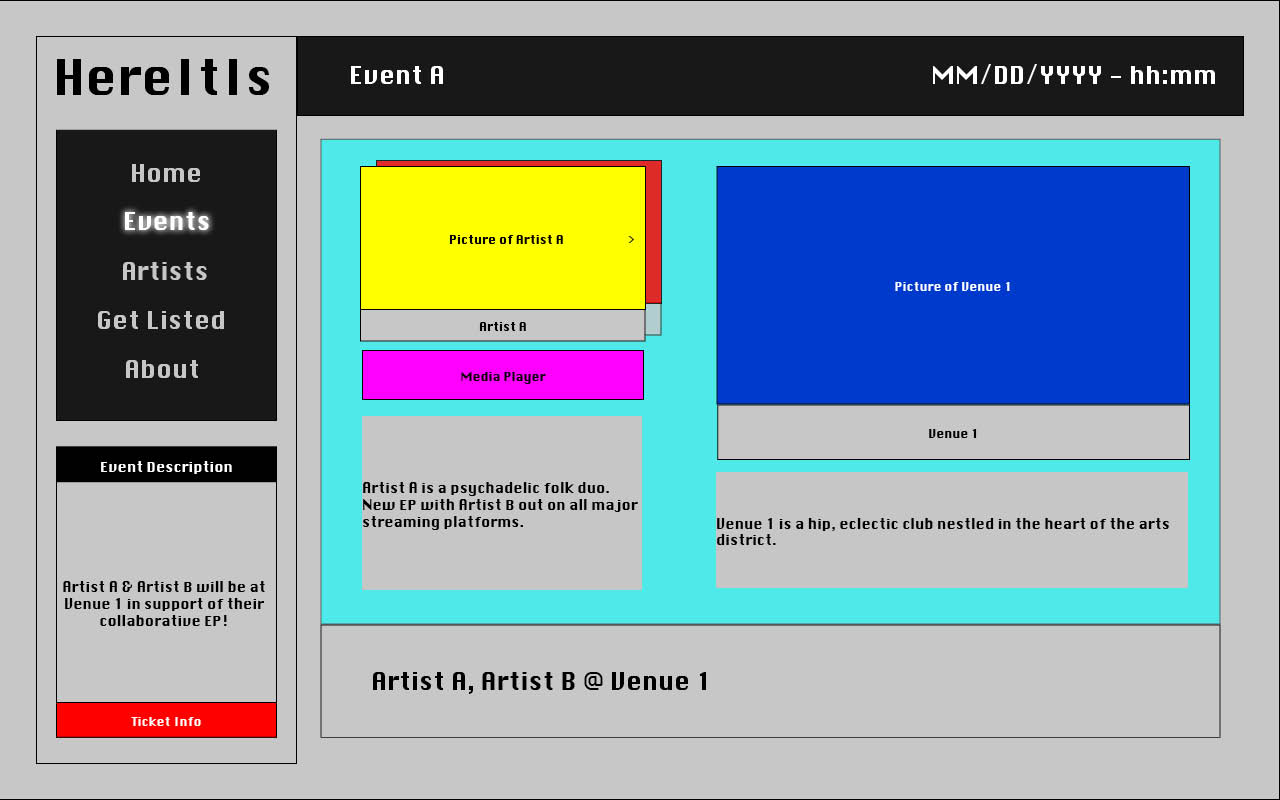 HereItIs
Home
Events
Artists
Get Listed
About
Event Description
Artist A & Artist B will be at
Venue 1 in support of their
collaborative EP!
Ticket Info
Event A
MM/DD/YYYY - hh:mm
Picture of Artist A
>
Artist A
Media Player
Artist A is a psychadelic folk duo.
New EP with Artist B out on all major
streaming platforms.
Picture of Venue 1
Venue 1
Venue 1 is a hip, eclectic club nestled in the heart of the arts
district.
Artist A, Artist B @ Venue 1